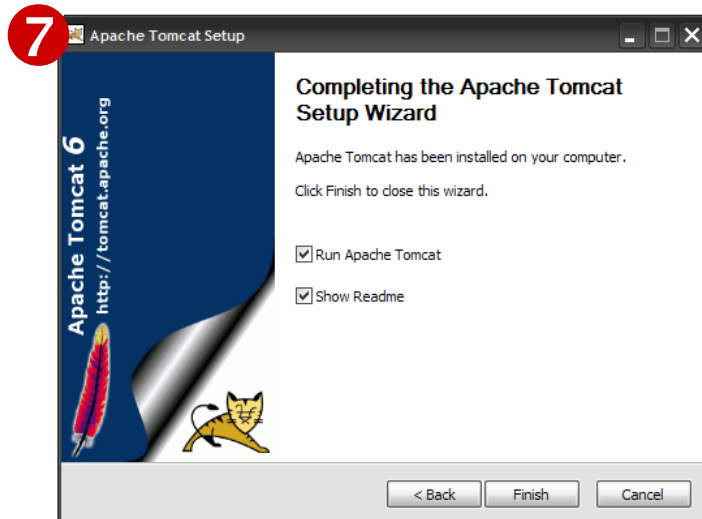 7
Apache Tomcat Setup
Apache Tomcat 6
http://tomcat.apache.org
Completing the Apache Tomcat
Setup Wizard
Apache Tomcat has been installed on your computer.
Click Finish to close this wizard.
Run Apache Tomcat
Show Readme
< Back
Finish
Cancel